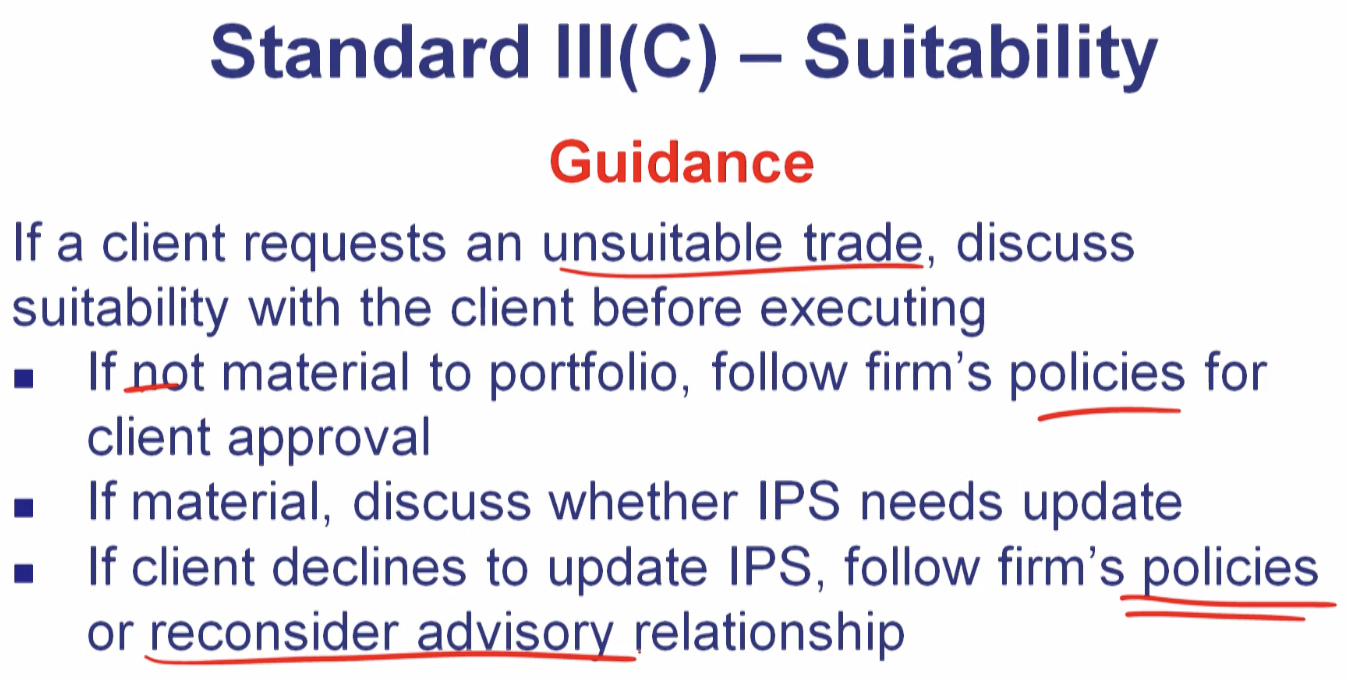 Standard III(C) – Suitability
Guidance
If a client requests an unsuitable trade, discuss
suitability with the client before executing
▪ If not material to portfolio, follow firm’s policies for
client approval
▪ If material, discuss whether IPS needs update
▪ If client declines to update IPS, follow firm’s policies
or reconsider advisory relationship